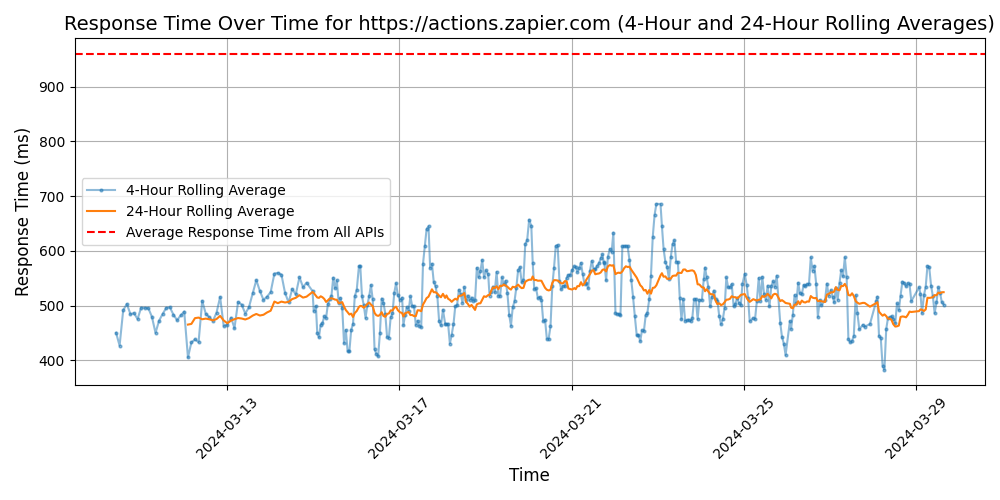 Response Time Over Time for https://actions.zapier.com (4-Hour and 24-Hour Rolling Averages)
Response Time (ms)
900
800
700
600
500
400
4-Hour Rolling Average
24-Hour Rolling Average
Average Response Time from All APIs
2024-03-13
2024-03-17
2024-03-21
2024-03-25
2024-03-29
Time